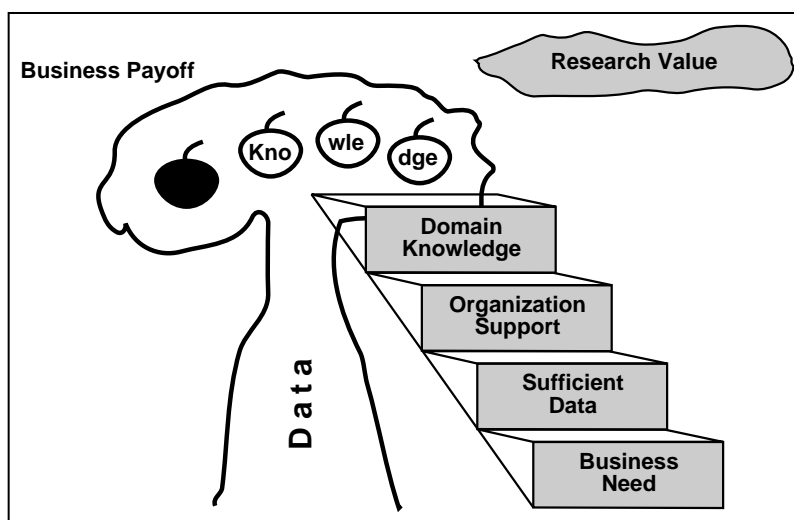 Business Payoff
Research Value
Kno
wle
dge
Domain
Knowledge
Organization
Support
Sufficient
Data
Business
Need
Data